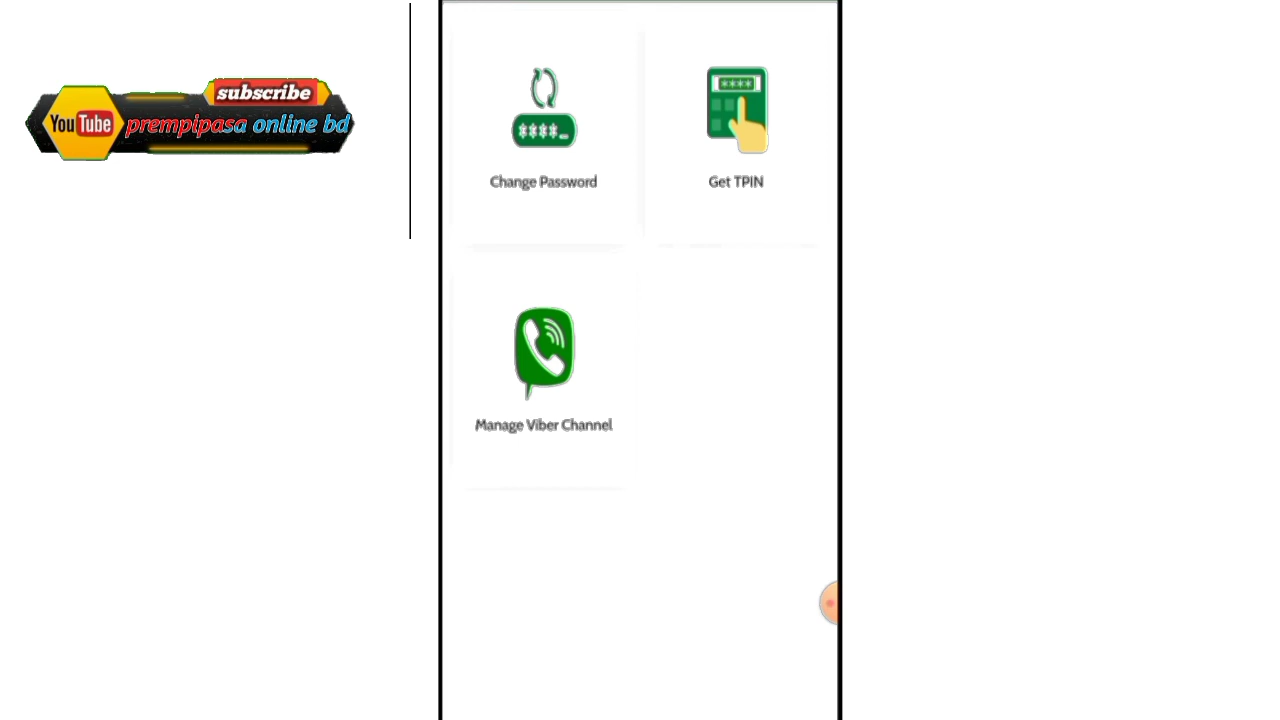 subscribe
YouTube prempipasa online bd
****
****_
Change Password
Get TPIN
Manage Viber Channel